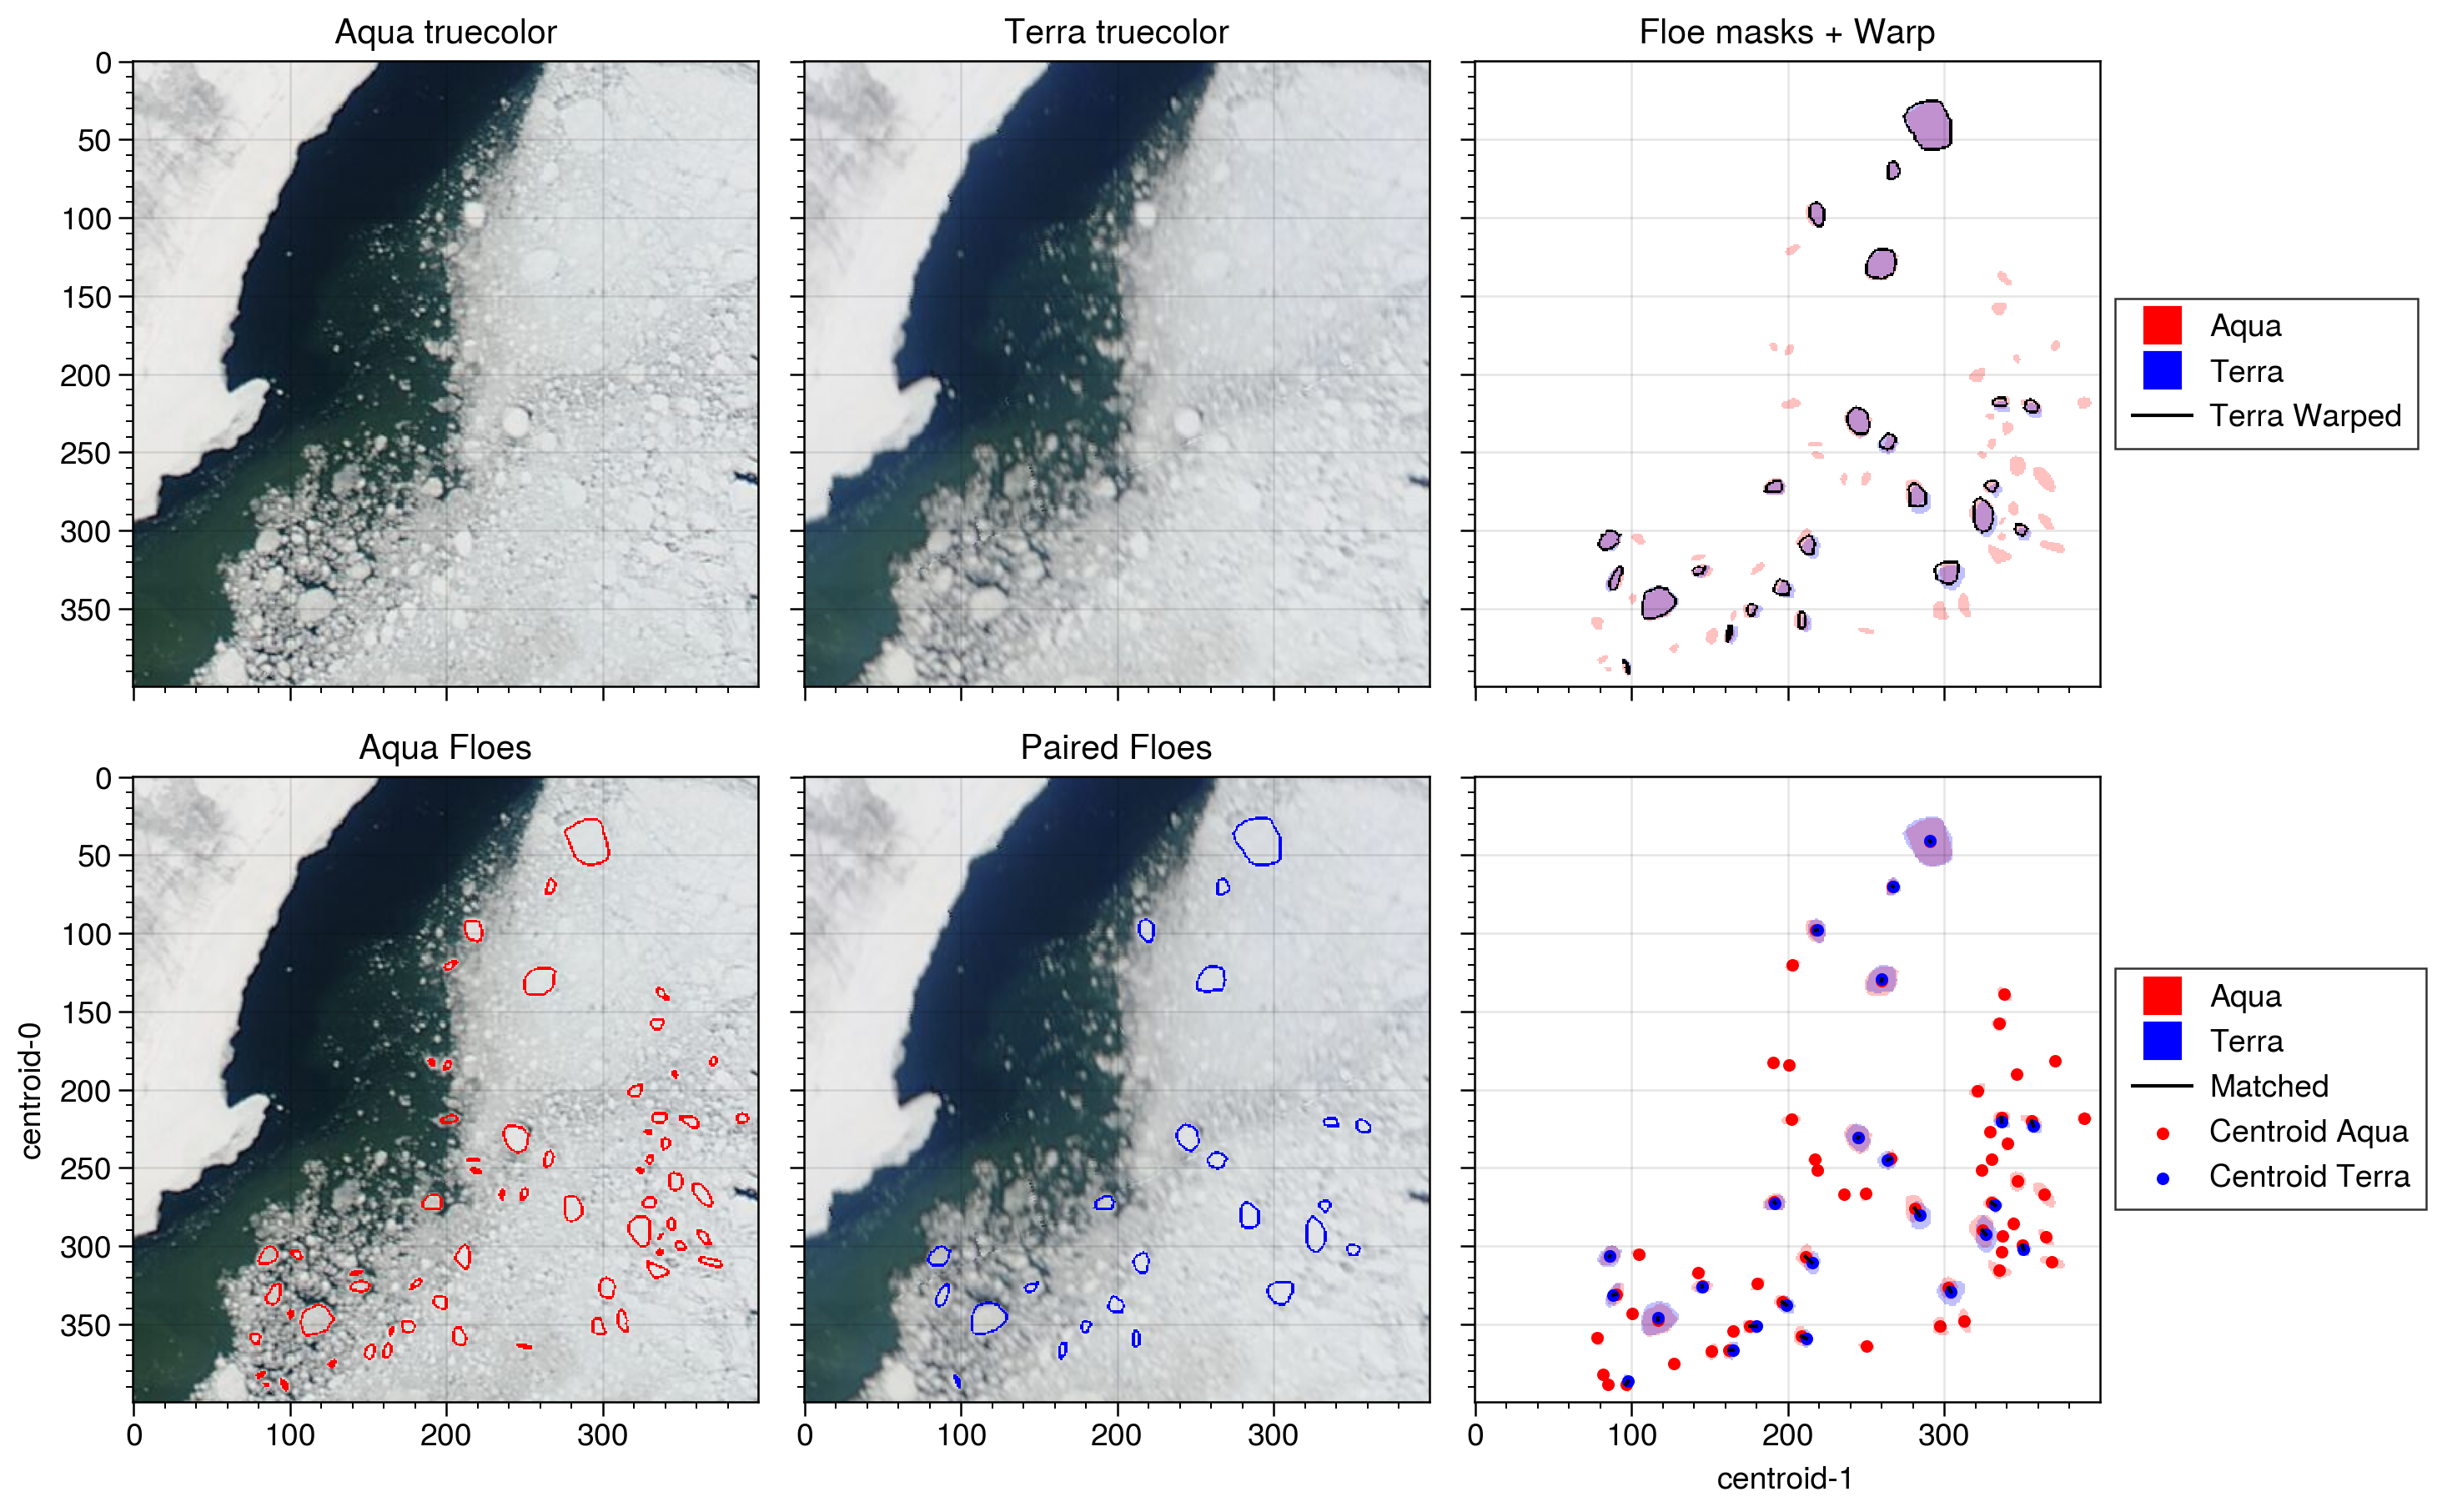 Aqua truecolor
Terra truecolor
Floe masks + Warp
0
50
100
150
200
250
300
350
Aqua
Terra
Terra Warped
Aqua Floes
Paired Floes
centroid-0
0
50
100
150
200
250
300
350
0
100
200
300
0
100
200
300
0
100
200
300
centroid-1
Aqua
Terra
Matched
Centroid Aqua
Centroid Terra